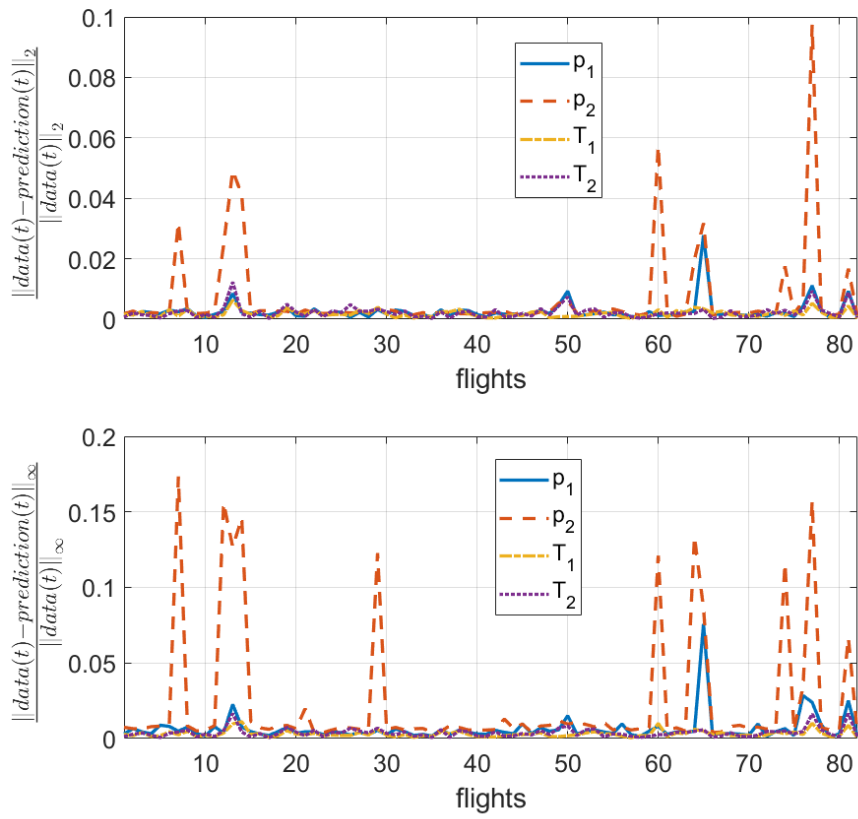 ||data(t)−prediction(t)||₂
||data(t)||₂
0.1
0.08
0.06
0.04
0.02
0
p₁
p₂
T₁
T₂
10 20 30 40 50 60 70 80
flights
||data(t)−prediction(t)||∞
||data(t)||∞
0.2
0.15
0.1
0.05
0
p₁
p₂
T₁
T₂
10 20 30 40 50 60 70 80
flights